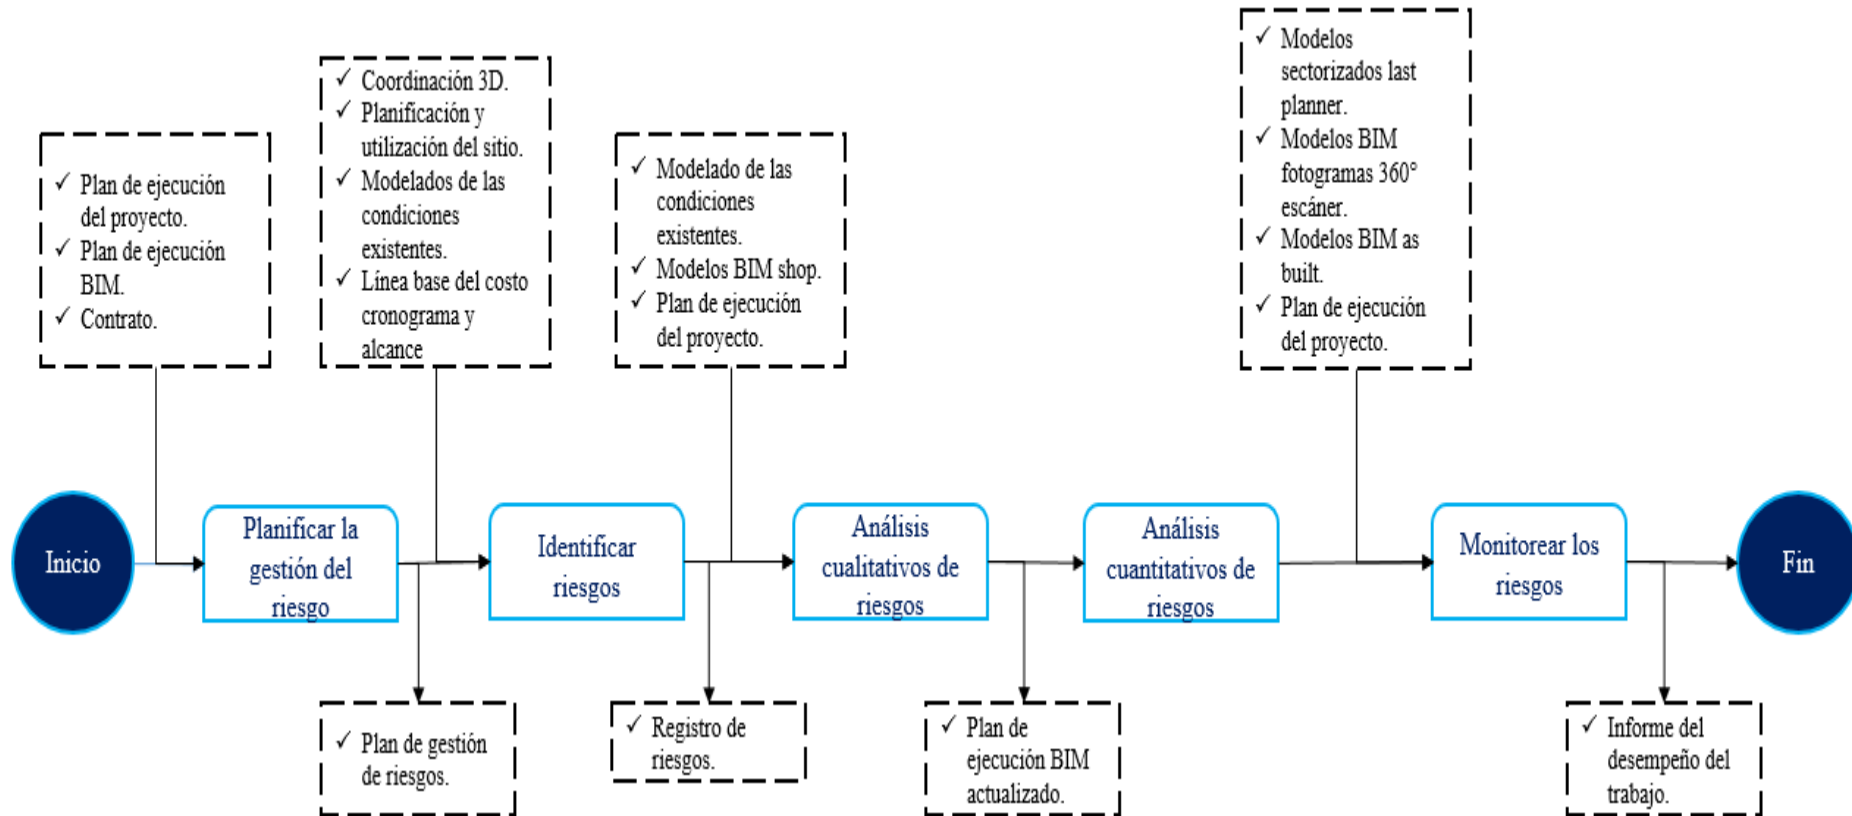 ✓ Plan de ejecución
del proyecto.
✓ Plan de ejecución
BIM.
✓ Contrato.
✓ Coordinación 3D.
✓ Planificación y
utilización del sitio.
✓ Modelados de las
condiciones
existentes.
✓ Línea base del costo
cronograma y
alcance
✓ Modelado de las
condiciones
existentes.
✓ Modelos BIM shop.
✓ Plan de ejecución
del proyecto.
✓ Modelos
sectorizados last
planner.
✓ Modelos BIM
fotogramas 360°
escáner.
✓ Modelos BIM as
built.
✓ Plan de ejecución
del proyecto.
Inicio
Planificar la
gestión del
riesgo
Identificar
riesgos
Análisis
cualitativos de
riesgos
Análisis
cuantitativos de
riesgos
Monitorear los
riesgos
Fin
✓ Plan de gestión
de riesgos.
✓ Registro de
riesgos.
✓ Plan de
ejecución BIM
actualizado.
✓ Informe del
desempeño del
trabajo.